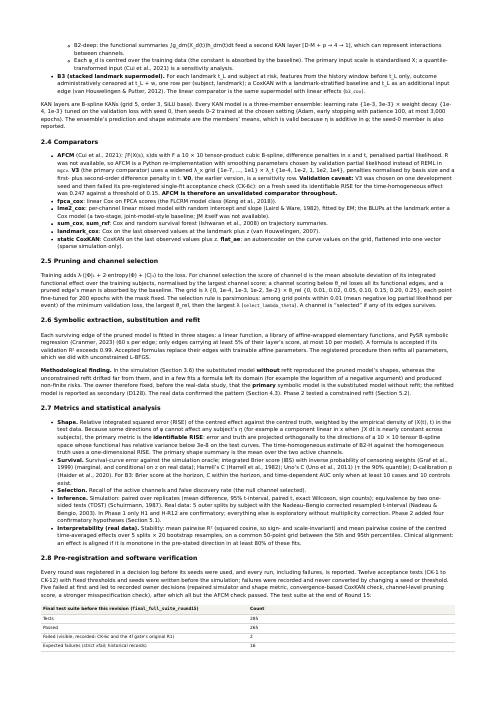 B2-deep: the functional summaries ∫g_dm(X_d(t))h_dm(t)dt feed a second KAN layer [D·M + p → 4 → 1], which can represent interactions
between channels.
Each φ_d is centred over the training data (the constant is absorbed by the baseline). The primary input scale is standardised X; a quantile-
transformed input (Cui et al., 2021) is a sensitivity analysis.
B3 (stacked landmark supermodel). For each landmark t_L and subject at risk, features from the history window before t_L only, outcome
administratively censored at t_L + w, one row per (subject, landmark); a CoxKAN with a landmark-stratified baseline and t_L as an additional input
edge (van Houwelingen & Putter, 2012). The linear comparator is the same supermodel with linear effects
KAN layers are B-spline KANs (grid 5, order 3, SiLU base). Every KAN model is a three-member ensemble: learning rate {1e-3, 3e-3} × weight decay {1e-
4, 1e-3} tuned on the validation loss with seed 0, then seeds 0–2 trained at the chosen setting (Adam, early stopping with patience 100, at most 3,000
epochs). The ensemble's prediction and shape estimate are the members' means, which is valid because η is additive in φ; the seed-0 member is also
reported.
2.4 Comparators
AFCM (Cui et al., 2021): ∫F(X(s), s)ds with F a 10 × 10 tensor-product cubic B-spline, difference penalties in x and t, penalised partial likelihood. R
was not available, so AFCM is a Python re-implementation with smoothing parameters chosen by validation partial likelihood instead of REML in
V3 (the primary comparator) uses a widened λ_x grid {1e-7, …, 1e1} × λ_t {1e-4, 1e-2, 1, 1e2, 1e4}, penalties normalised by basis size and a
first- plus second-order difference penalty in t. V0, the earlier version, is a sensitivity row. Validation caveat: V3 was chosen on one development
seed and then failed its pre-registered single-fit acceptance check (CK-6c): on a fresh seed its identifiable RISE for the time-homogeneous effect
was 0.247 against a threshold of 0.15. AFCM is therefore an unvalidated comparator throughout.
fpca_cox: linear Cox on FPCA scores (the FLCRM model class (Kong et al., 2018)).
lme2_cox: per-channel linear mixed model with random intercept and slope (Laird & Ware, 1982), fitted by EM; the BLUPs at the landmark enter a
Cox model (a two-stage, joint-model-style baseline; JM itself was not available).
sum_cox, sum_rsf: Cox and random survival forest (Ishwaran et al., 2008) on trajectory summaries.
landmark_cox: Cox on the last observed values at the landmark plus z (van Houwelingen, 2007).
static CoxKAN: CoxKAN on the last observed values plus z. flat_ae: an autoencoder on the curve values on the grid, flattened into one vector
(sparse simulation only).
2.5 Pruning and channel selection
Training adds λ·(|Φ|₁ + 2·entropy(Φ) + |C|₁) to the loss. For channel selection the score of channel d is the mean absolute deviation of its integrated
functional effect over the training subjects, normalised by the largest channel score; a channel scoring below θ_rel loses all its functional edges, and a
pruned edge's mean is absorbed by the baseline. The grid is λ ∈ {0, 1e-4, 1e-3, 1e-2, 3e-2} × θ_rel ∈ {0, 0.01, 0.02, 0.05, 0.10, 0.15, 0.20, 0.25}, each point
fine-tuned for 200 epochs with the mask fixed. The selection rule is parsimonious: among grid points within 0.01 (mean negative log partial likelihood per
event) of the minimum validation loss, the largest θ_rel, then the largest λ (select_lambda_theta). A channel is "selected" if any of its edges survives.
2.6 Symbolic extraction, substitution and refit
Each surviving edge of the pruned model is fitted in three stages: a linear function, a library of affine-wrapped elementary functions, and PySR symbolic
regression (Cranmer, 2023) (60 s per edge; only edges carrying at least 5% of their layer's score, at most 10 per model). A formula is accepted if its
validation R² exceeds 0.99. Accepted formulas replace their edges with trainable affine parameters. The registered procedure then refits all parameters,
which we did with unconstrained L-BFGS.
Methodological finding. In the simulation (Section 3.6) the substituted model without refit reproduced the pruned model's shapes, whereas the
unconstrained refit drifted far from them, and in a few fits a formula left its domain (for example the logarithm of a negative argument) and produced
non-finite risks. The owner therefore fixed, before the real-data study, that the primary symbolic model is the substituted model without refit; the refitted
model is reported as secondary (D128). The real data confirmed the pattern (Section 4.3). Phase 2 tested a constrained refit (Section 5.2).
2.7 Metrics and statistical analysis
Shape. Relative integrated squared error (RISE) of the centred effect against the centred truth, weighted by the empirical density of (X(t), t) in the
test data. Because some directions of φ cannot affect any subject's η (for example a component linear in x when ∫X dt is nearly constant across
subjects), the primary metric is the identifiable RISE: error and truth are projected orthogonally to the directions of a 10 × 10 tensor B-spline
space whose functional has relative variance below 3e-8 on the test curves. The time-homogeneous estimate of B2-H against the homogeneous
truth uses a one-dimensional RISE. The primary shape summary is the mean over the two active channels.
Survival. Survival-curve error against the simulation oracle; integrated Brier score (IBS) with inverse probability of censoring weights (Graf et al.,
1999) (marginal, and conditional on z on real data); Harrell's C (Harrell et al., 1982); Uno's C (Uno et al., 2011) (τ the 90% quantile); D-calibration p
(Haider et al., 2020). For B3: Brier score at the horizon, C within the horizon, and time-dependent AUC only when at least 10 cases and 10 controls
exist.
Selection. Recall of the active channels and false discovery rate (the null channel selected).
Inference. Simulation: paired over replicates (mean difference, 95% t-interval, paired t, exact Wilcoxon, sign counts); equivalence by two one-
sided tests (TOST) (Schuirmann, 1987). Real data: 5 outer splits by subject with the Nadeau–Bengio corrected resampled t-interval (Nadeau &
Bengio, 2003). In Phase 1 only H1 and H-R12 are confirmatory; everything else is exploratory without multiplicity correction. Phase 2 added four
confirmatory hypotheses (Section 5.1).
Interpretability (real data). Stability: mean pairwise R² (squared cosine, so sign- and scale-invariant) and mean pairwise cosine of the centred
time-averaged effects over 5 splits × 20 bootstrap resamples, on a common 50-point grid between the 5th and 95th percentiles. Clinical alignment:
an effect is aligned if it is monotone in the pre-stated direction in at least 80% of these fits.
2.8 Pre-registration and software verification
Every round was registered in a decision log before its seeds were used, and every run, including failures, is reported. Twelve acceptance tests (CK-1 to
CK-12) with fixed thresholds and seeds were written before the simulation; failures were recorded and never converted by changing a seed or threshold.
Five failed at first and led to recorded owner decisions (repaired simulator and shape metric, convergence-based CoxKAN check, channel-level pruning
score, a stronger misspecification check), after which all but the AFCM check passed. The test suite at the end of Round 15:
Final test suite before this revision (final_full_suite_round15) Count
Tests 285
Passed 265
Failed (visible, recorded: CK-6c and the 4f gate's original R1) 2
Expected failures (strict xfail; historical records) 16